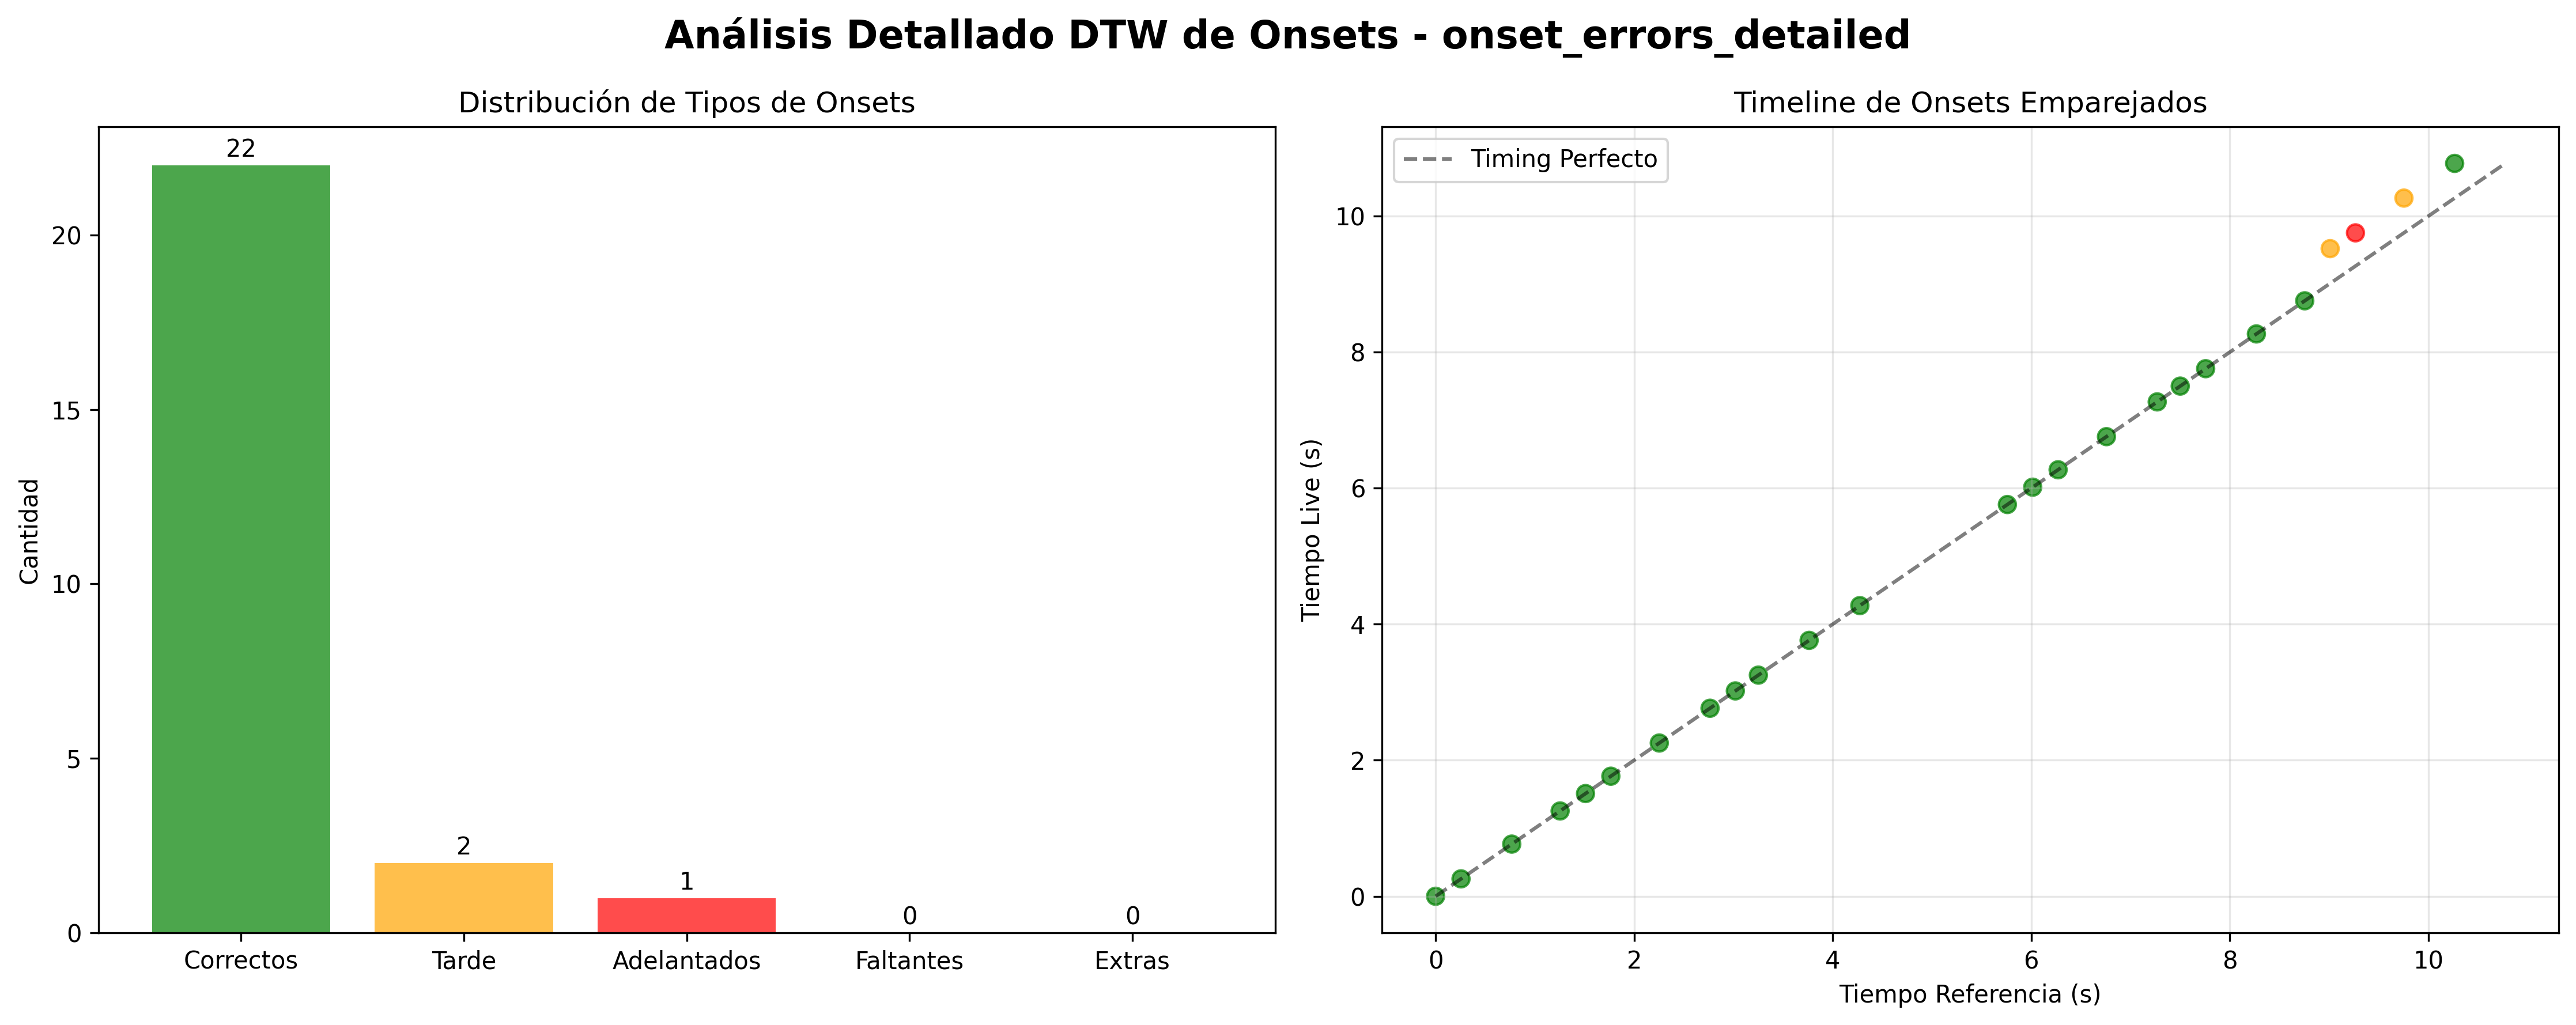 Análisis Detallado DTW de Onsets - onset_errors_detailed
Distribución de Tipos de Onsets
Cantidad
20
15
10
5
0
22
2
1
0
0
Correctos
Tarde
Adelantados
Faltantes
Extras
Timeline de Onsets Emparejados
Timing Perfecto
Tiempo Live (s)
10
8
6
4
2
0
0
2
4
6
8
10
Tiempo Referencia (s)